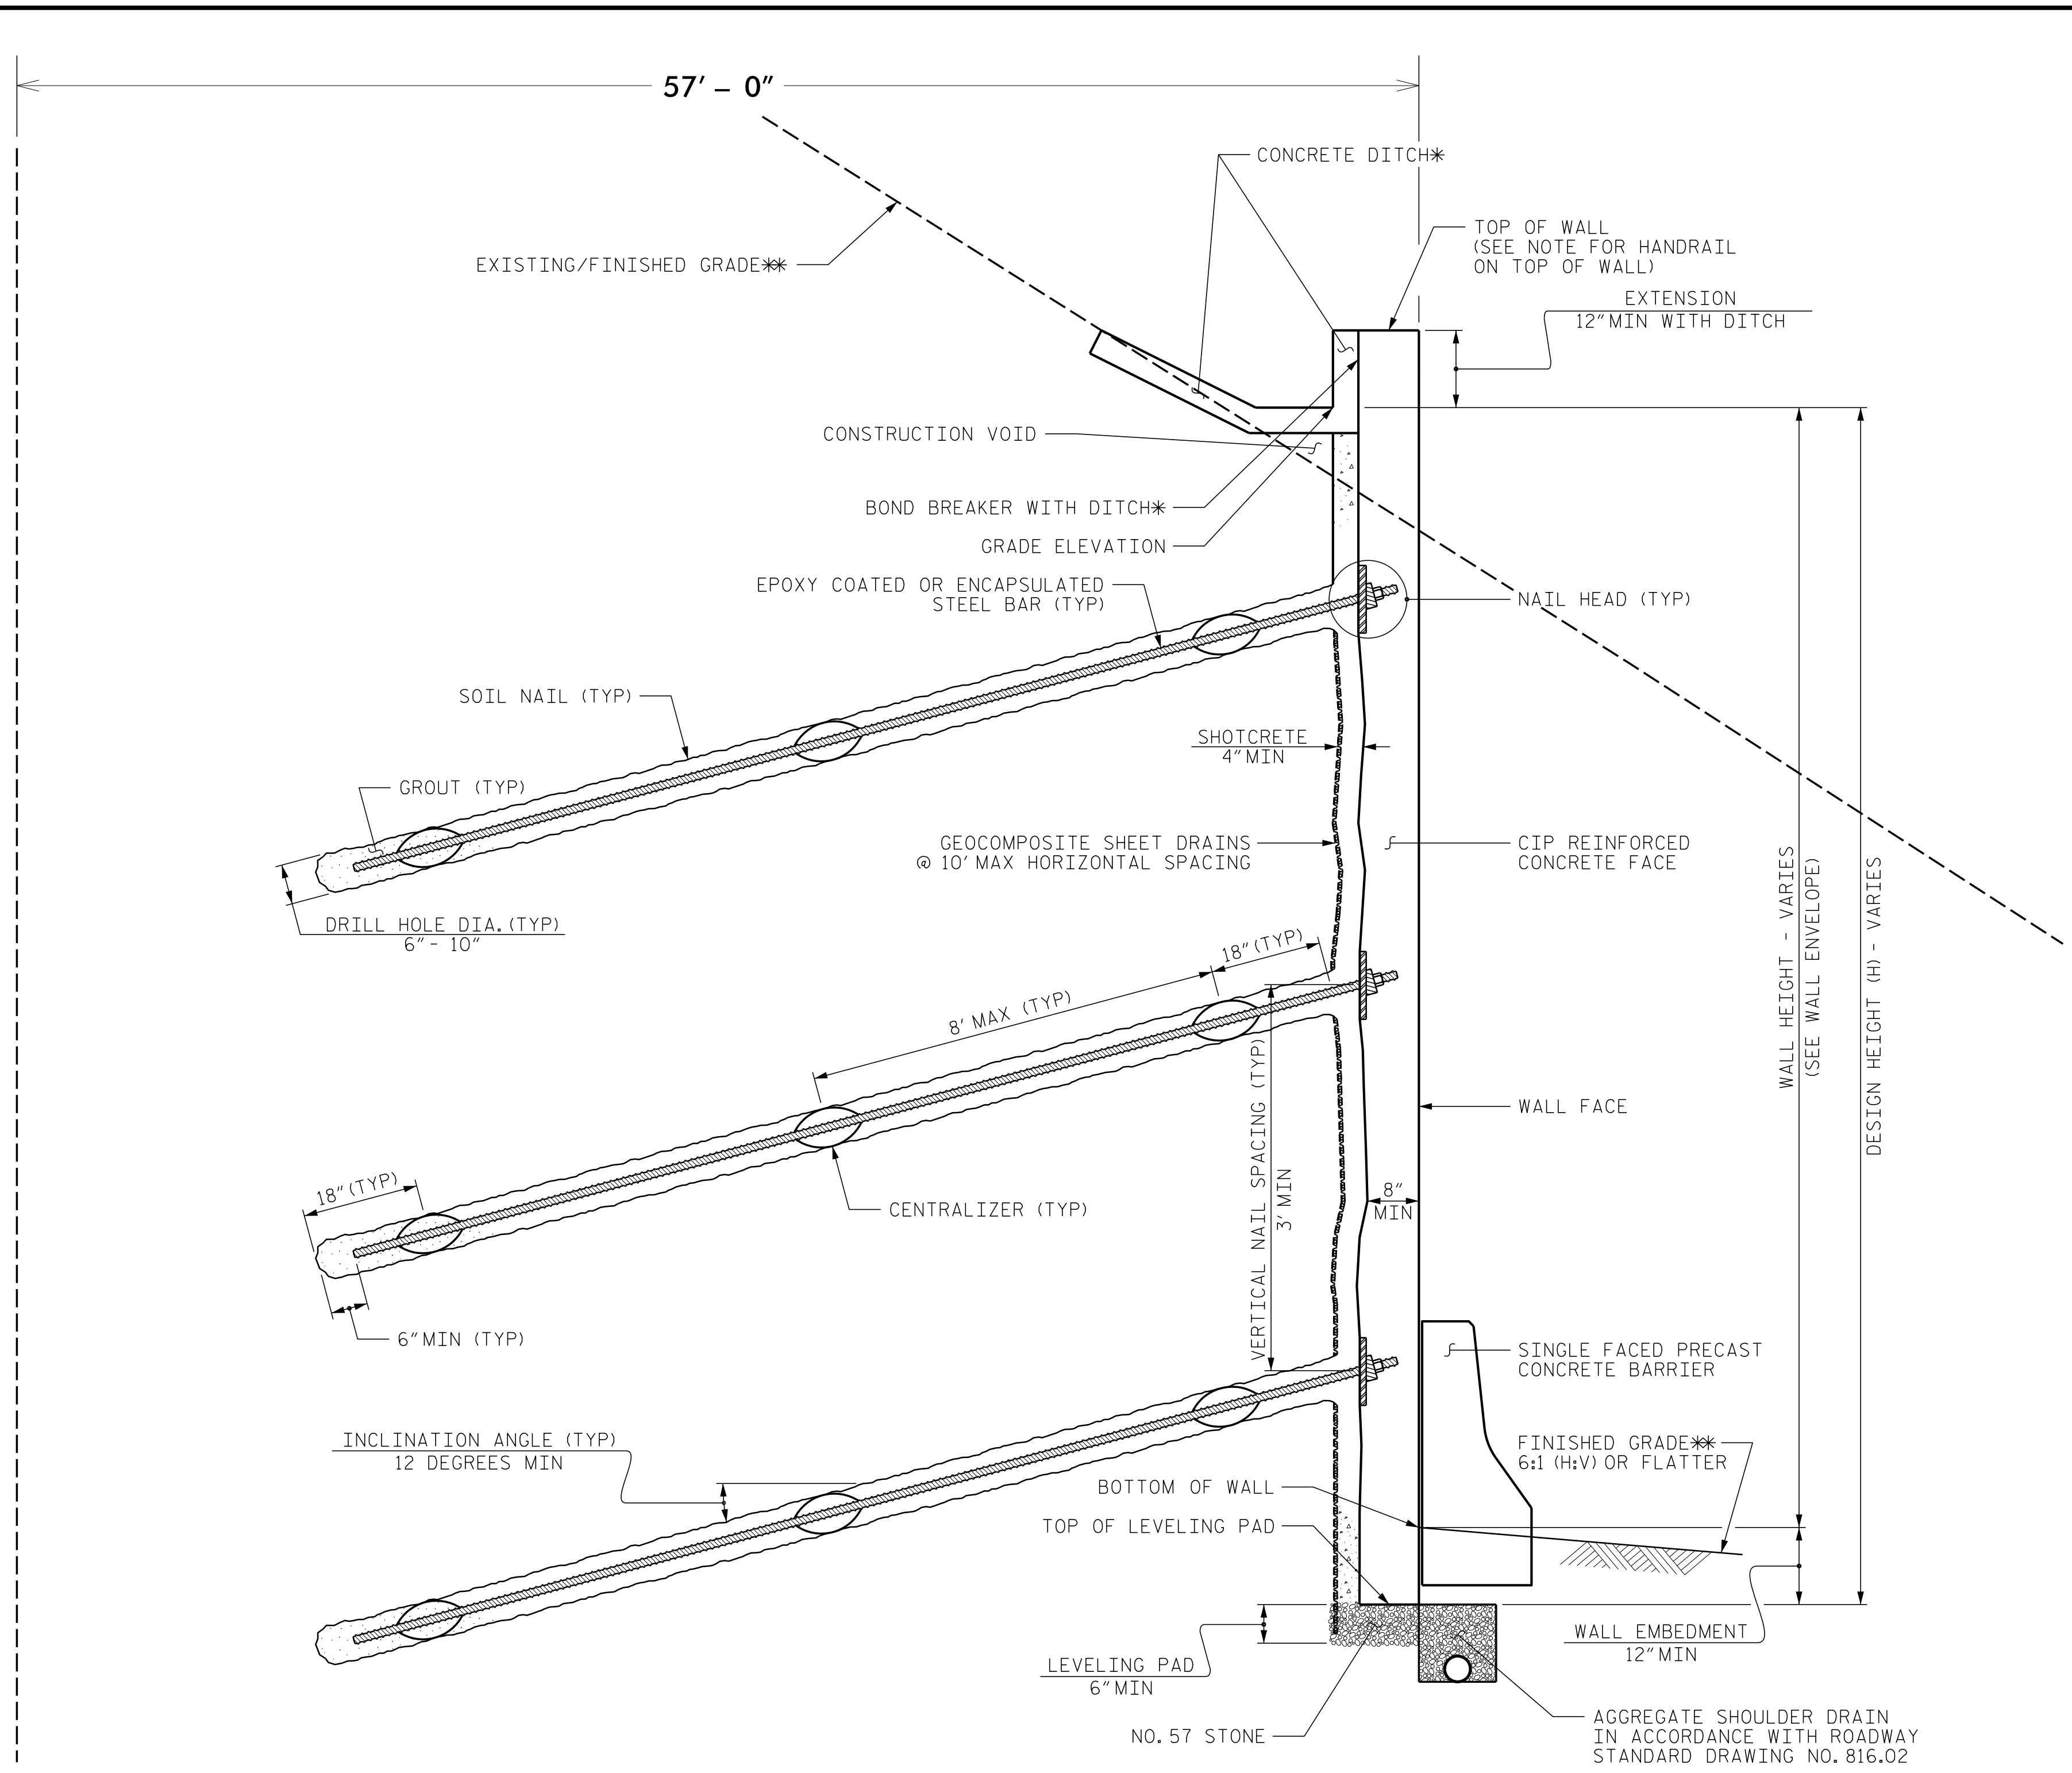 57' – 0"
CONCRETE DITCH*
TOP OF WALL
(SEE NOTE FOR HANDRAIL
ON TOP OF WALL)
EXISTING/FINISHED GRADE**
EXTENSION
12" MIN WITH DITCH
CONSTRUCTION VOID
BOND BREAKER WITH DITCH*
GRADE ELEVATION
EPOXY COATED OR ENCAPSULATED
STEEL BAR (TYP)
NAIL HEAD (TYP)
SOIL NAIL (TYP)
SHOTCRETE
4" MIN
GROUT (TYP)
GEOCOMPOSITE SHEET DRAINS
@ 10' MAX HORIZONTAL SPACING
CIP REINFORCED
CONCRETE FACE
WALL HEIGHT - VARIES
(SEE WALL ENVELOPE)
DESIGN HEIGHT (H) - VARIES
DRILL HOLE DIA. (TYP)
6" - 10"
18" (TYP)
8' MAX (TYP)
VERTICAL NAIL SPACING (TYP)
3' MIN
WALL FACE
18" (TYP)
CENTRALIZER (TYP)
8"
MIN
6" MIN (TYP)
SINGLE FACED PRECAST
CONCRETE BARRIER
INCLINATION ANGLE (TYP)
12 DEGREES MIN
FINISHED GRADE**
6:1 (H:V) OR FLATTER
BOTTOM OF WALL
TOP OF LEVELING PAD
WALL EMBEDMENT
12" MIN
LEVELING PAD
6" MIN
NO. 57 STONE
AGGREGATE SHOULDER DRAIN
IN ACCORDANCE WITH ROADWAY
STANDARD DRAWING NO. 816.02